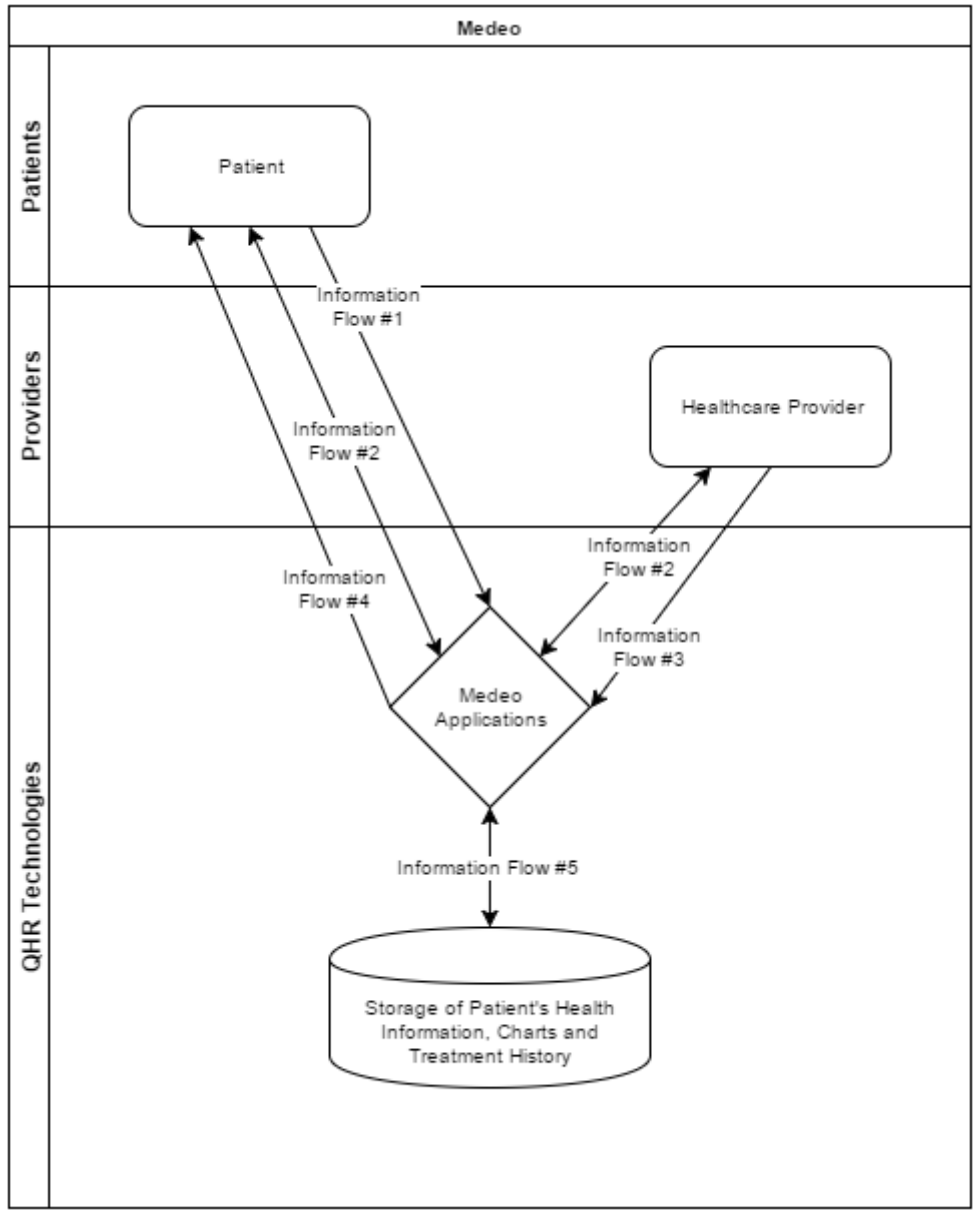 Medeo
Patients
Patient
Information
Flow #1
Providers
Healthcare Provider
Information
Flow #2
Information
Flow #2
Information
Flow #4
Information
Flow #3
QHR Technologies
Medeo
Applications
Information Flow #5
Storage of Patient's Health
Information, Charts and
Treatment History